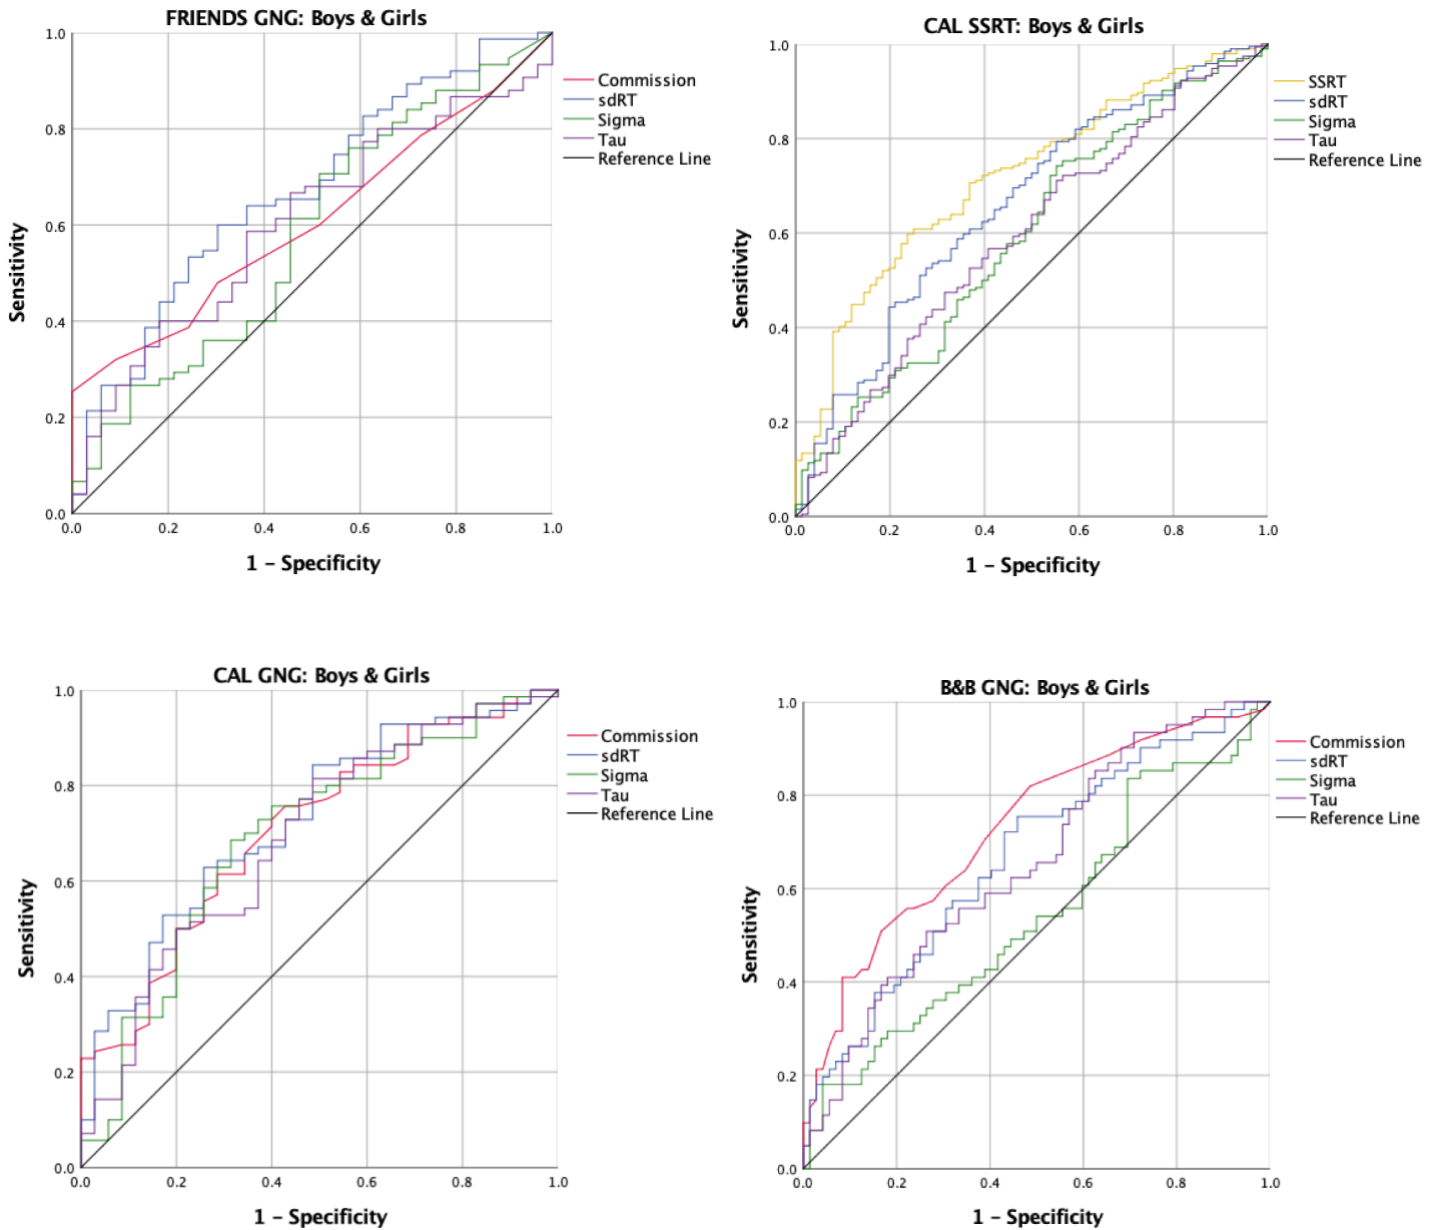 FRIENDS GNG: Boys & Girls
1.0
0.8
0.6
0.4
0.2
0.0
0.0 0.2 0.4 0.6 0.8 1.0
Sensitivity
1 – Specificity
Commission
sdRT
Sigma
Tau
Reference Line
CAL SSRT: Boys & Girls
1.0
0.8
0.6
0.4
0.2
0.0
0.0 0.2 0.4 0.6 0.8 1.0
Sensitivity
1 – Specificity
SSRT
sdRT
Sigma
Tau
Reference Line
CAL GNG: Boys & Girls
1.0
0.8
0.6
0.4
0.2
0.0
0.0 0.2 0.4 0.6 0.8 1.0
Sensitivity
1 – Specificity
Commission
sdRT
Sigma
Tau
Reference Line
B&B GNG: Boys & Girls
1.0
0.8
0.6
0.4
0.2
0.0
0.0 0.2 0.4 0.6 0.8 1.0
Sensitivity
1 – Specificity
Commission
sdRT
Sigma
Tau
Reference Line